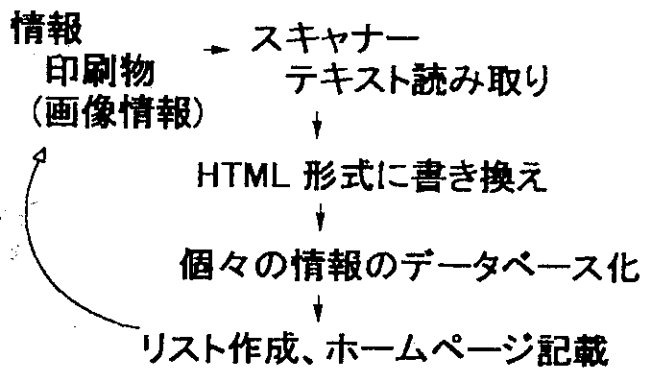 情報
印刷物
(画像情報)
スキャナー
テキスト読み取り
HTML 形式に書き換え
個々の情報のデータベース化
リスト作成、ホームページ記載